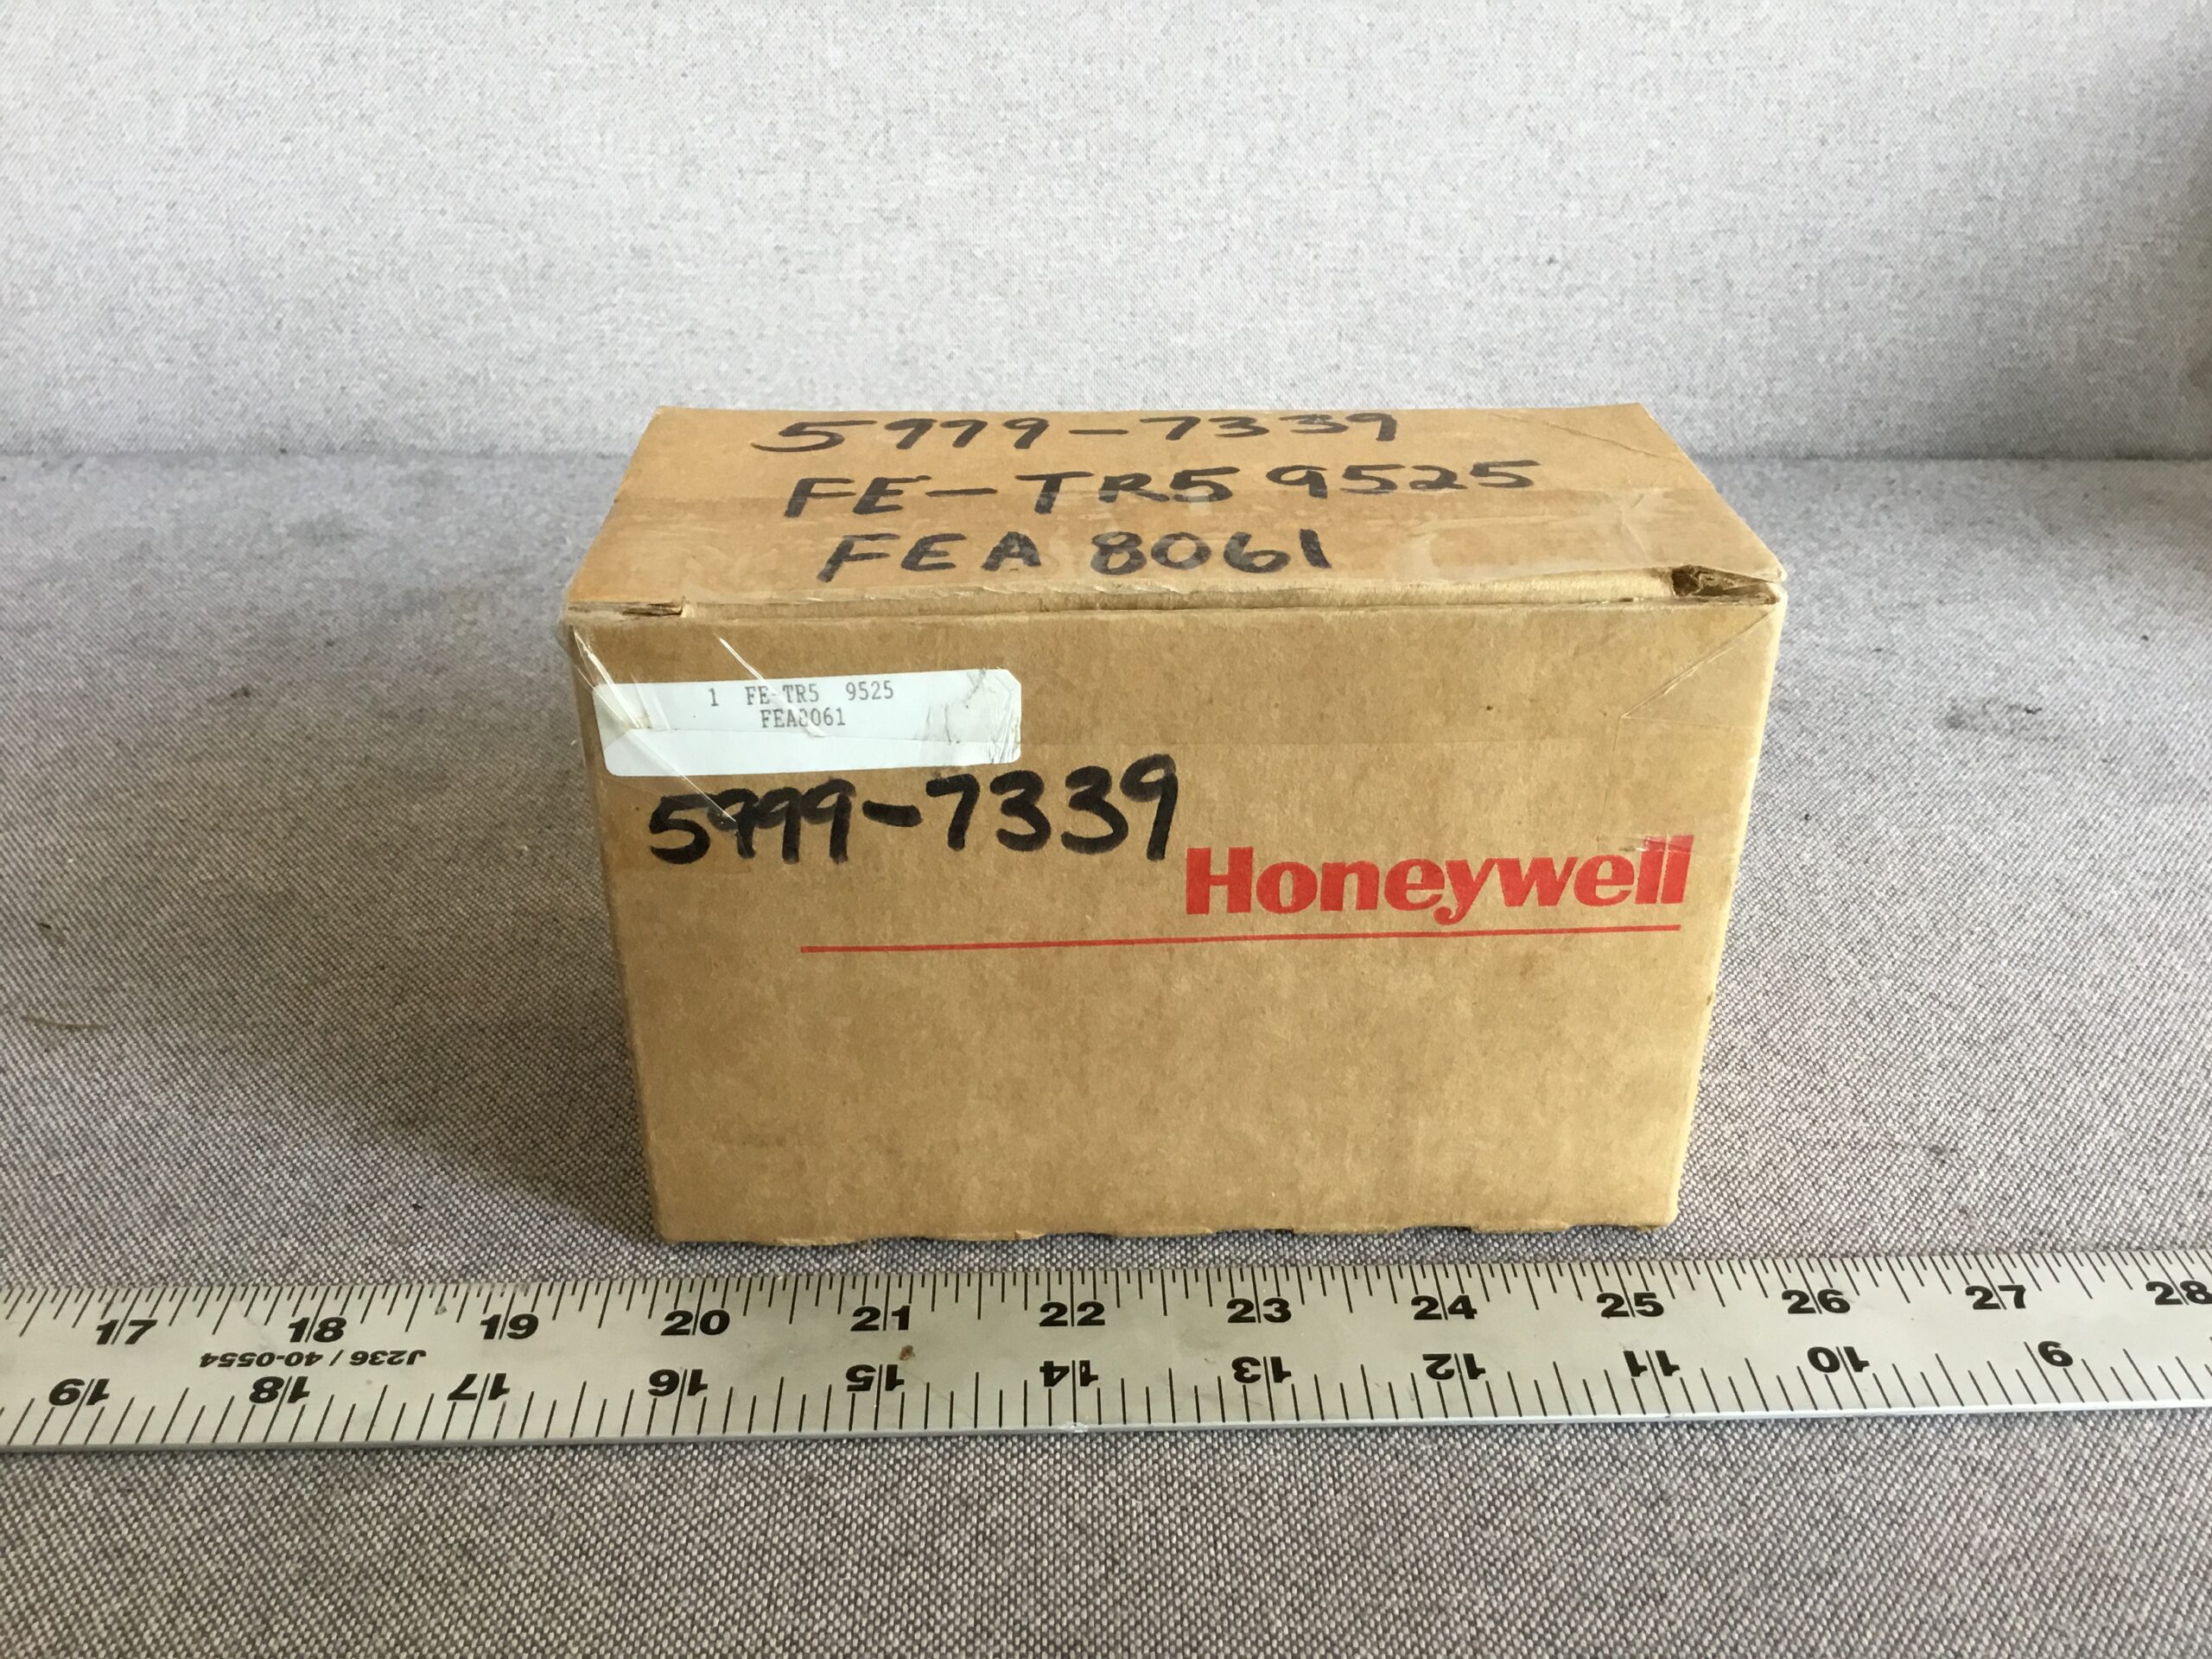 5999-7339
FE-TR5 9525
FEA 8061
1 FE-TR5 9525
FEA8061
5999-7339
Honeywell
17 18 19 20 21 22 23 24 25 26 27 28
J236 / 40-0554
19 18 17 16 15 14 13 12 11 10 9